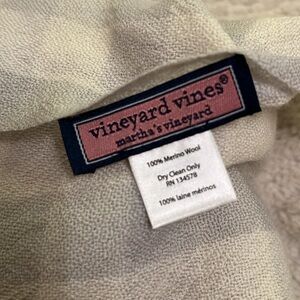 vineyard vines®
martha's vineyard
100% Merino Wool
Dry Clean Only
RN 134578
100% laine mérinos